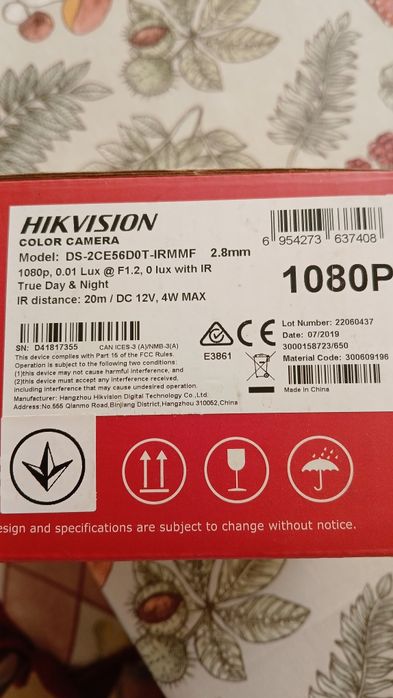 HIKVISION
COLOR CAMERA
Model: DS-2CE56D0T-IRMMF 2.8mm
1080p, 0.01 Lux @ F1.2, 0 lux with IR
True Day & Night
IR distance: 20m / DC 12V, 4W MAX
6 954273 637408
1080P
SN: D41817355 CAN ICES-3 (A)/NMB-3(A)
This device complies with Part 15 of the FCC Rules.
Operation is subject to the following two conditions:
(1)this device may not cause harmful interference, and
(2)this device must accept any interference received,
including interference that may cause undesired operation.
Manufacturer: Hangzhou Hikvision Digital Technology Co.,Ltd.
Address:No.555 Qianmo Road,Binjiang District,Hangzhou 310052,China
E3861
CE
Lot Number: 22060437
Date: 07/2019
3000158723/650
Material Code: 300609196
Made in China
esign and specifications are subject to change without notice.